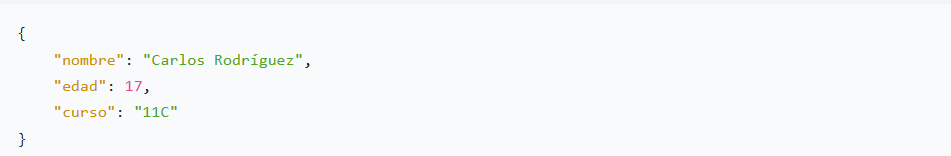 {
    "nombre": "Carlos Rodríguez",
    "edad": 17,
    "curso": "11C"
}